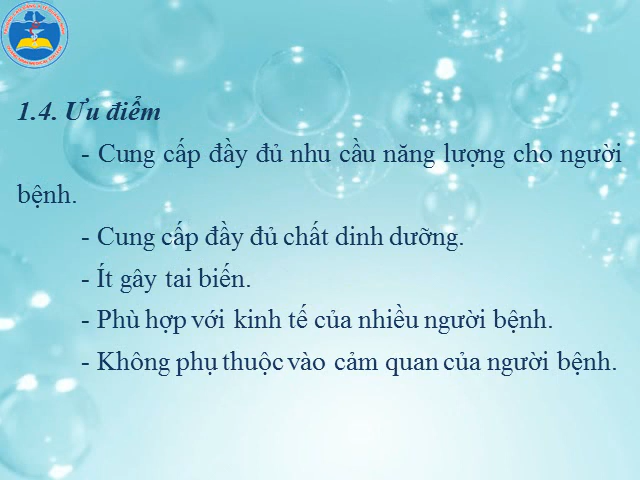 1.4. Ưu điểm
- Cung cấp đầy đủ nhu cầu năng lượng cho người
bệnh.
- Cung cấp đầy đủ chất dinh dưỡng.
- Ít gây tai biến.
- Phù hợp với kinh tế của nhiều người bệnh.
- Không phụ thuộc vào cảm quan của người bệnh.